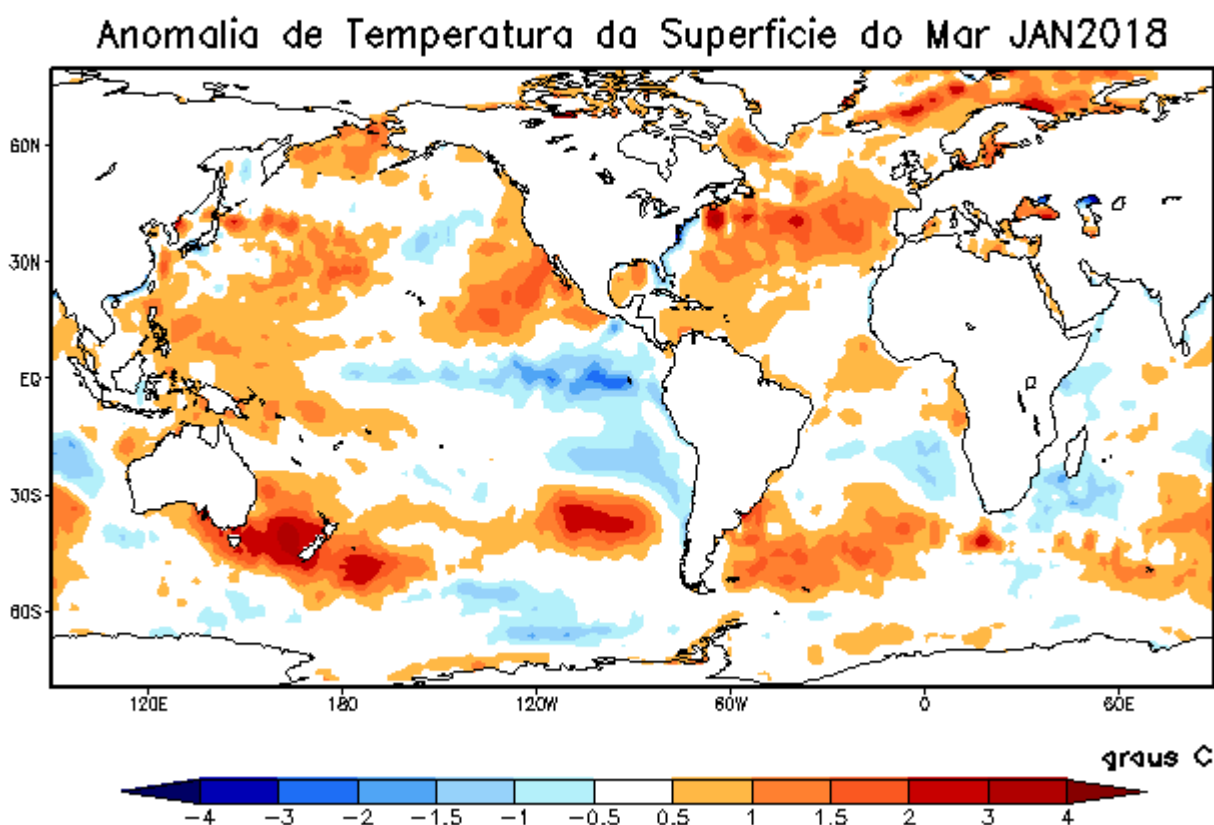 Anomalia de Temperatura da Superficie do Mar JAN2018
60N
30N
EQ
30S
60S
120E 180 120W 60W 0 60E
graus C
-4 -3 -2 -1.5 -1 -0.5 0.5 1 1.5 2 3 4